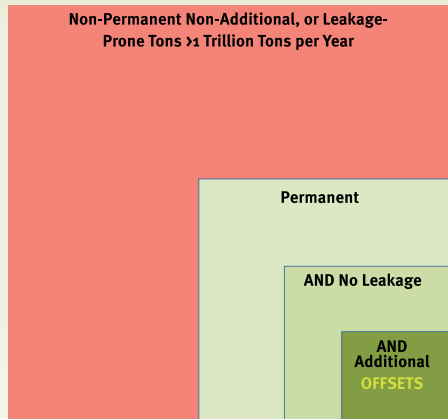 Non-Permanent Non-Additional, or Leakage-
Prone Tons >1 Trillion Tons per Year
Permanent
AND No Leakage
AND
Additional
OFFSETS